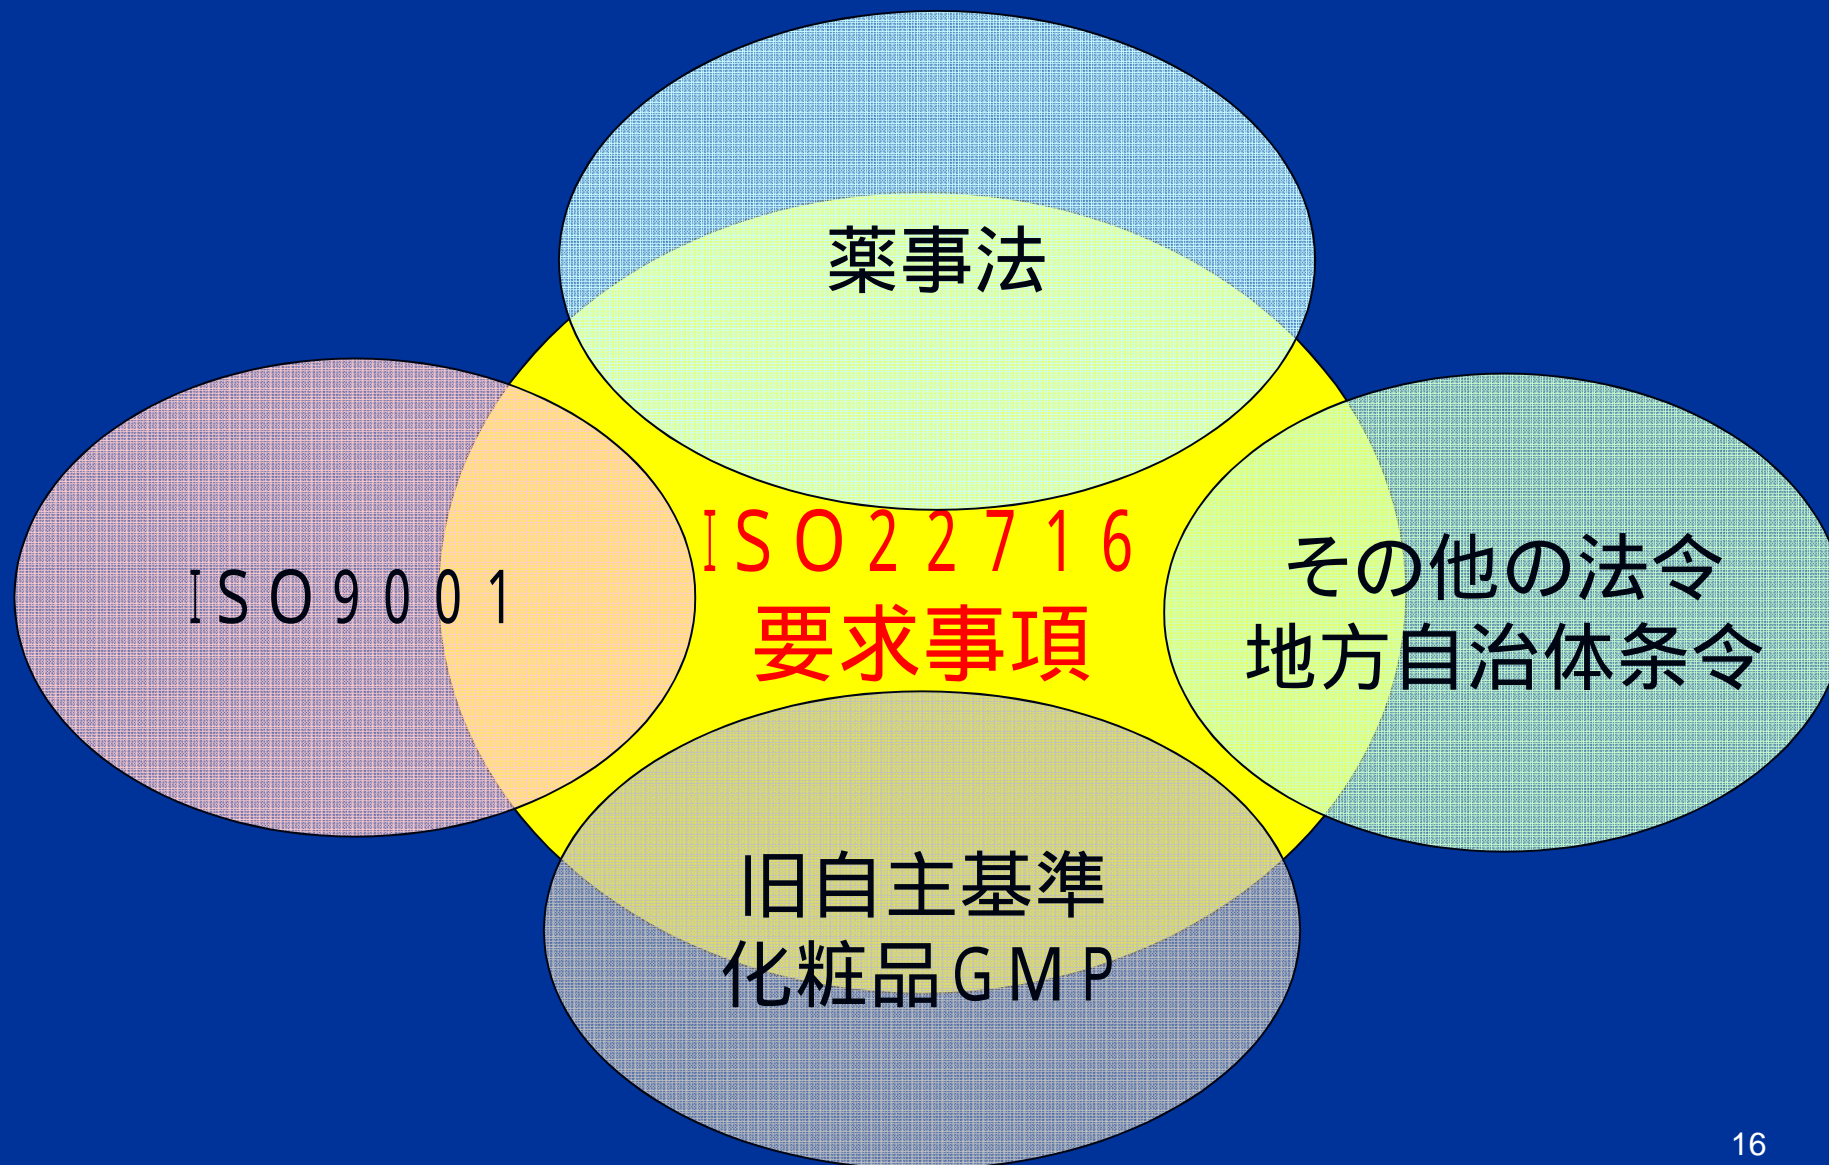 薬事法
ISO9001
ISO22716
要求事項
その他の法令
地方自治体条令
旧自主基準
化粧品GMP
16